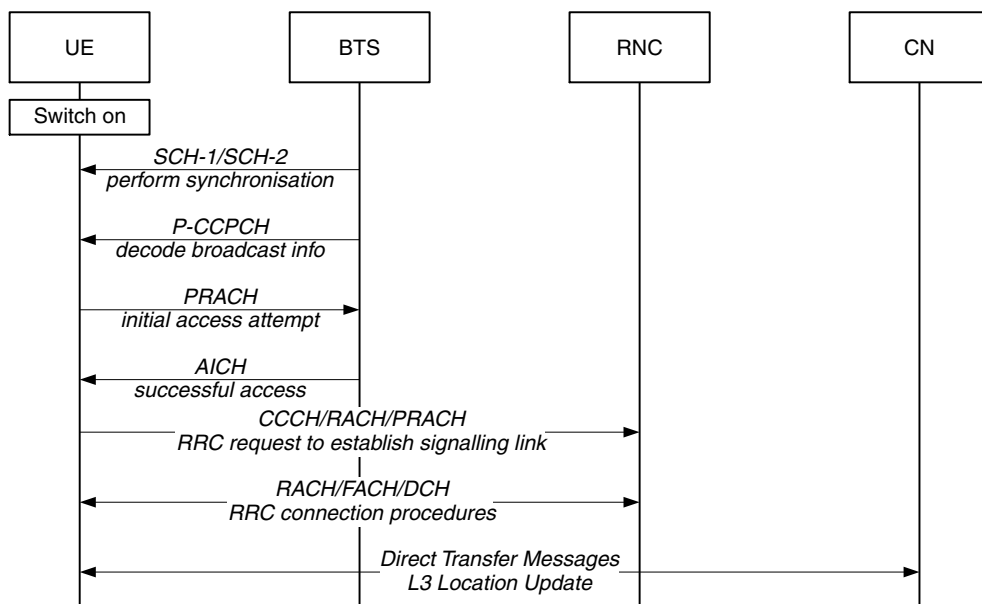 UE
BTS
RNC
CN
Switch on
SCH-1/SCH-2
perform synchronisation
P-CCPCH
decode broadcast info
PRACH
initial access attempt
AICH
successful access
CCCH/RACH/PRACH
RRC request to establish signalling link
RACH/FACH/DCH
RRC connection procedures
Direct Transfer Messages
L3 Location Update